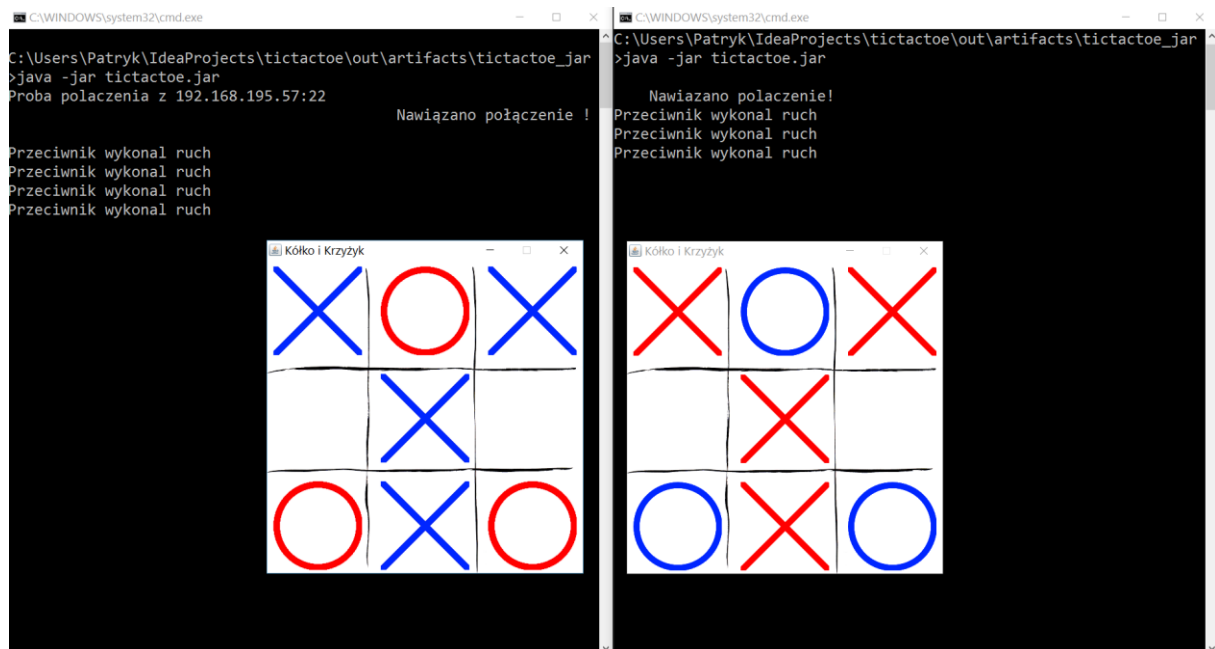 C:\WINDOWS\system32\cmd.exe
C:\Users\Patryk\IdeaProjects\tictactoe\out\artifacts\tictactoe_jar
>java -jar tictactoe.jar
Proba polaczenia z 192.168.195.57:22
Nawiązano połączenie !
Przeciwnik wykonal ruch
Przeciwnik wykonal ruch
Przeciwnik wykonal ruch
Przeciwnik wykonal ruch
Kółko i Krzyżyk
C:\WINDOWS\system32\cmd.exe
C:\Users\Patryk\IdeaProjects\tictactoe\out\artifacts\tictactoe_jar
>java -jar tictactoe.jar
Nawiazano polaczenie!
Przeciwnik wykonal ruch
Przeciwnik wykonal ruch
Przeciwnik wykonal ruch
Kółko i Krzyżyk